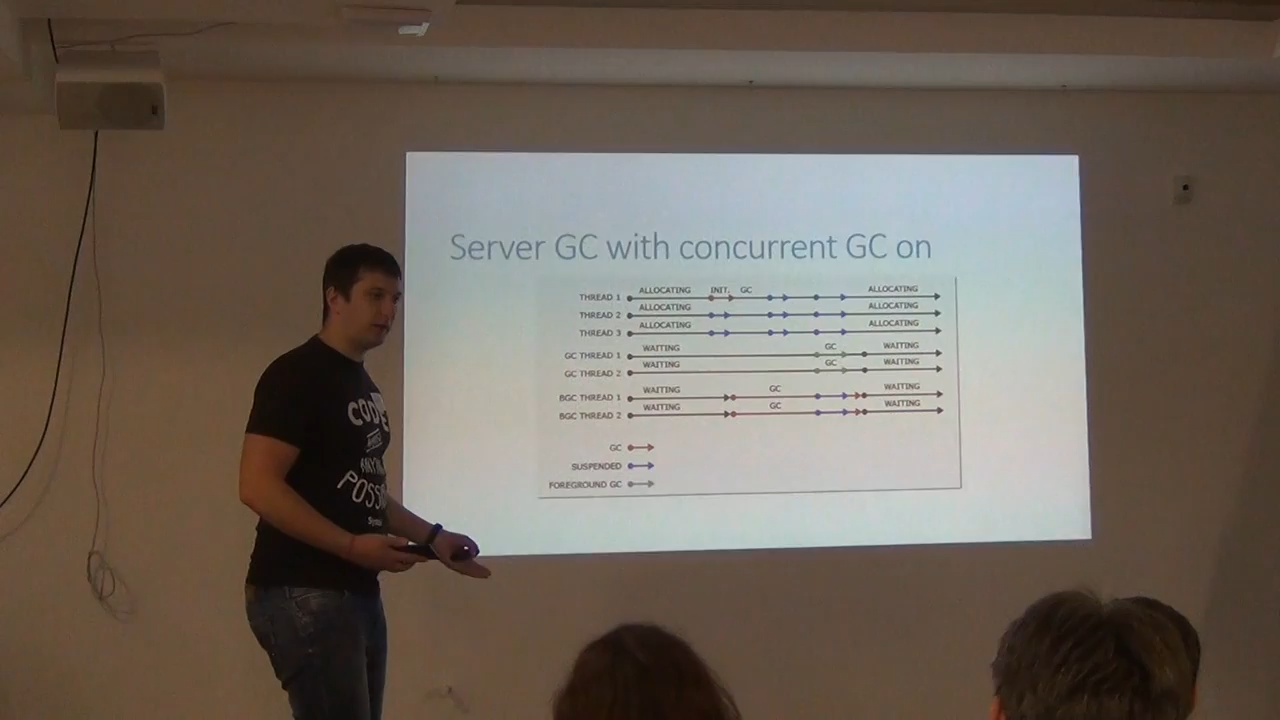 Server GC with concurrent GC on
ALLOCATING INIT. GC ALLOCATING
THREAD 1
ALLOCATING ALLOCATING
THREAD 2
ALLOCATING ALLOCATING
THREAD 3
WAITING GC WAITING
GC THREAD 1
WAITING GC WAITING
GC THREAD 2
WAITING GC WAITING
BGC THREAD 1
WAITING GC WAITING
BGC THREAD 2
GC
SUSPENDED
FOREGROUND GC